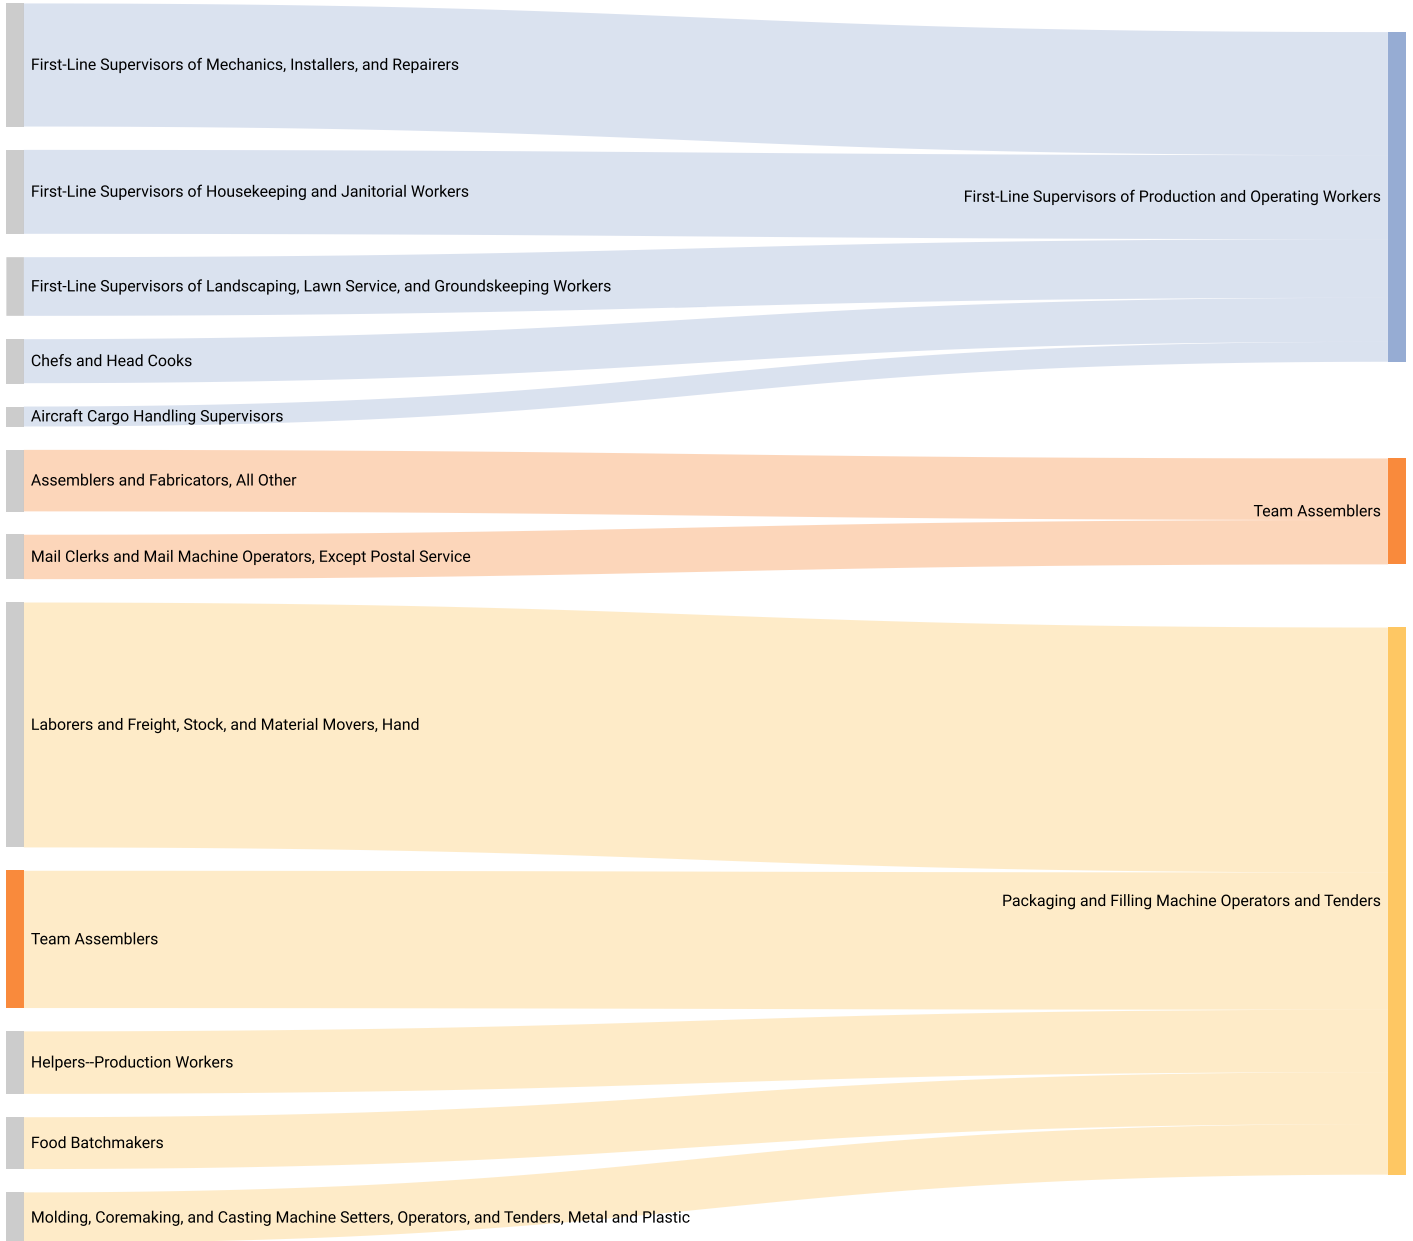 First-Line Supervisors of Mechanics, Installers, and Repairers
First-Line Supervisors of Housekeeping and Janitorial Workers
First-Line Supervisors of Production and Operating Workers
First-Line Supervisors of Landscaping, Lawn Service, and Groundskeeping Workers
Chefs and Head Cooks
Aircraft Cargo Handling Supervisors
Assemblers and Fabricators, All Other
Team Assemblers
Mail Clerks and Mail Machine Operators, Except Postal Service
Laborers and Freight, Stock, and Material Movers, Hand
Packaging and Filling Machine Operators and Tenders
Team Assemblers
Helpers--Production Workers
Food Batchmakers
Molding, Coremaking, and Casting Machine Setters, Operators, and Tenders, Metal and Plastic